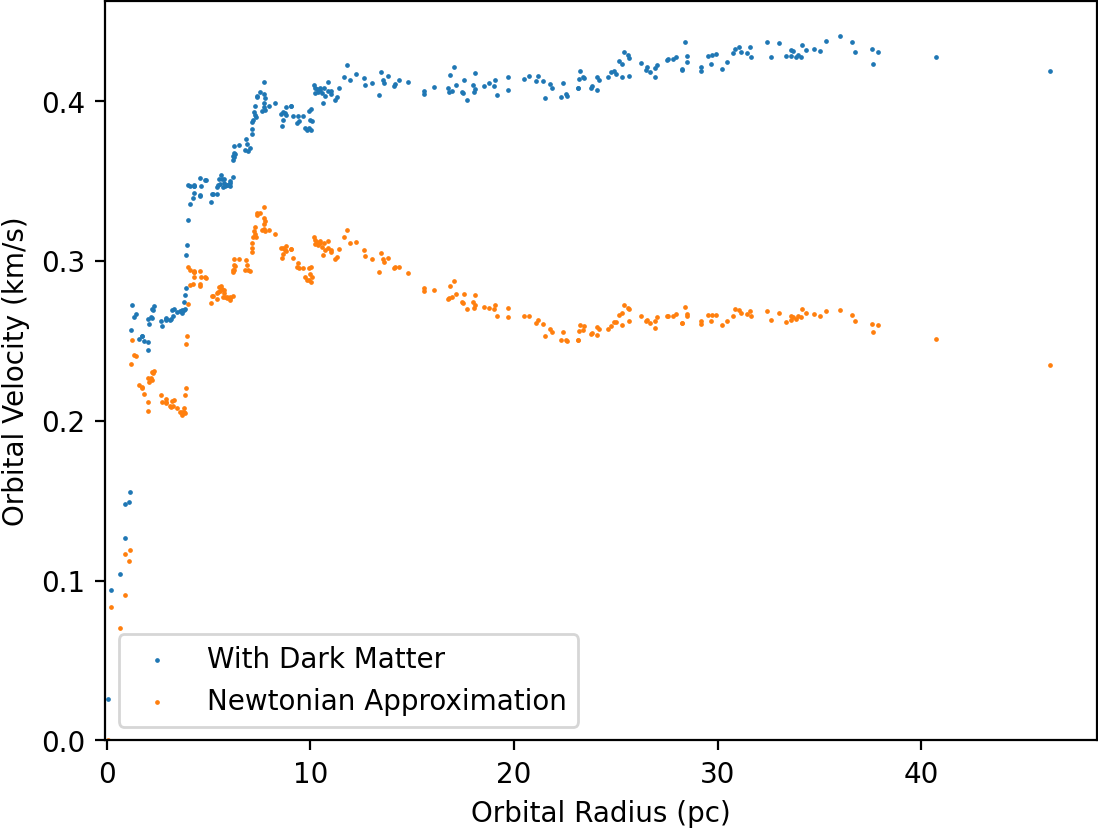 0.4
0.3
0.2
0.1
0.0
Orbital Velocity (km/s)
With Dark Matter
Newtonian Approximation
0 10 20 30 40
Orbital Radius (pc)